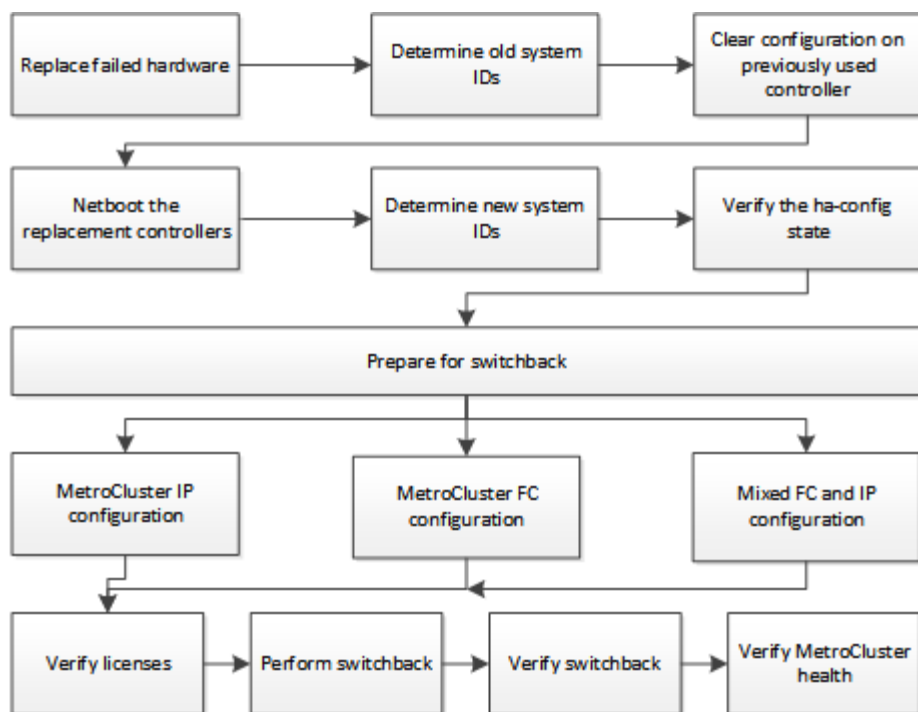 Replace failed hardware
Determine old system
IDs
Clear configuration on
previously used
controller
Netboot the
replacement controllers
Determine new system
IDs
Verify the ha-config
state
Prepare for switchback
MetroCluster IP
configuration
MetroCluster FC
configuration
Mixed FC and IP
configuration
Verify licenses
Perform switchback
Verify switchback
Verify MetroCluster
health